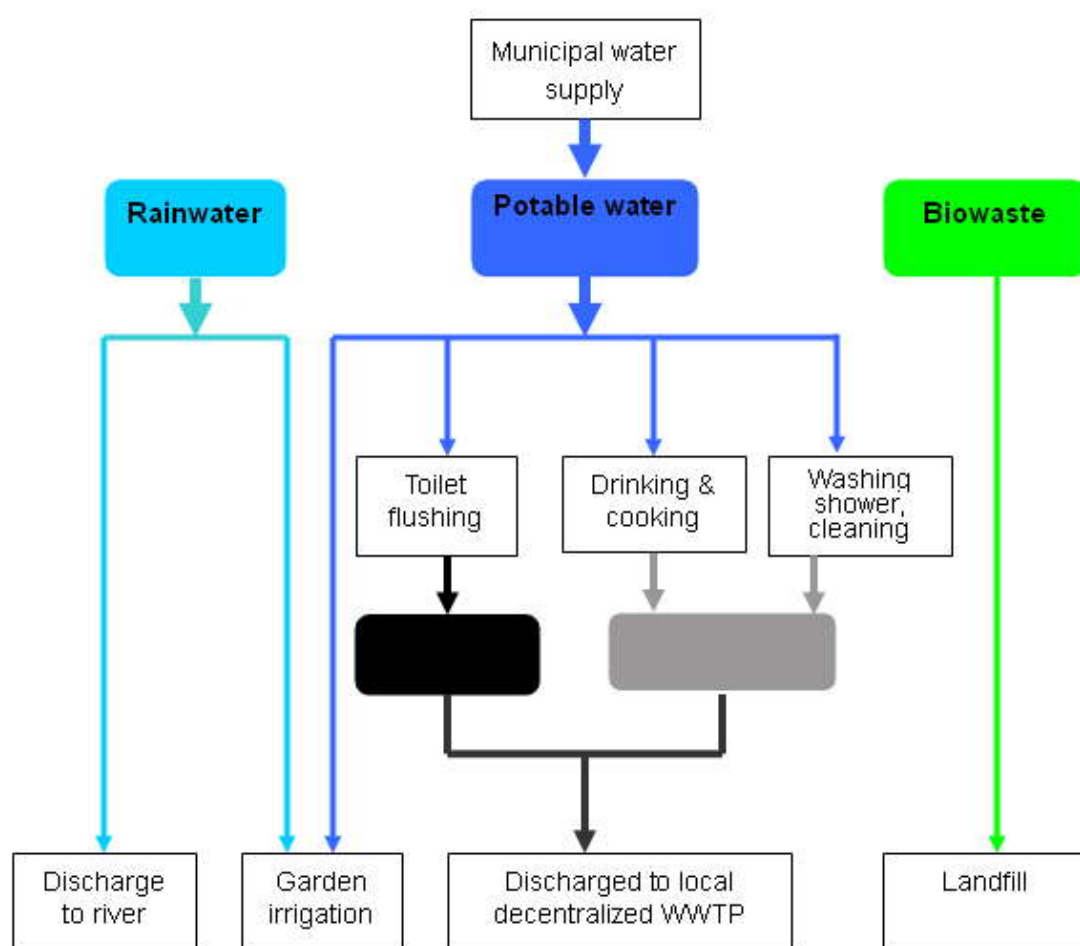 Municipal water
supply
Rainwater
Potable water
Biowaste
Toilet
flushing
Drinking &
cooking
Washing
shower,
cleaning
Discharge
to river
Garden
irrigation
Discharged to local
decentralized WWTP
Landfill